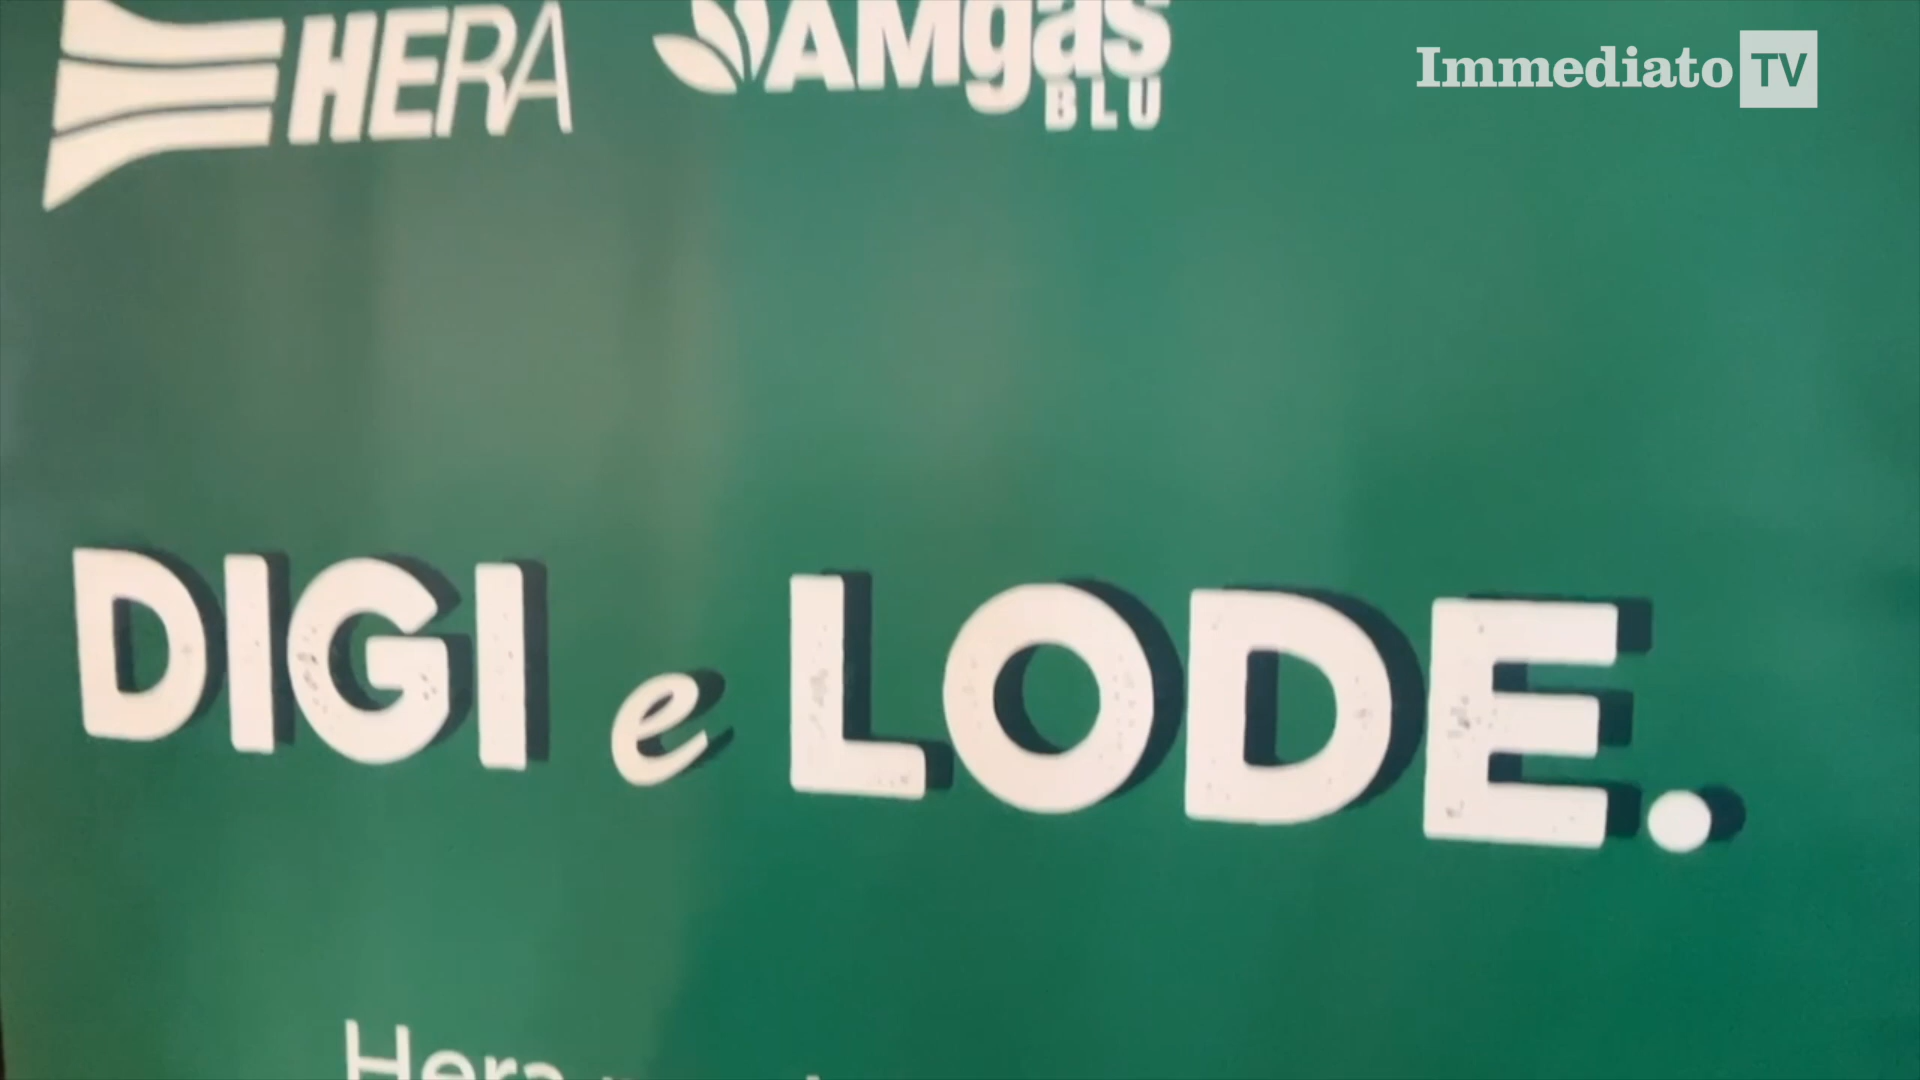 HERA
AMgas
BLU
Immediato TV
DIGI e LODE.
Hera